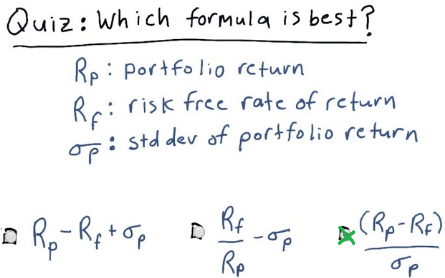 Quiz: Which formula is best?
Rp: portfolio return
Rf: risk free rate of return
σp: std dev of portfolio return
□ Rp - Rf + σp □ Rf/Rp - σp ☒ (Rp - Rf)/σp